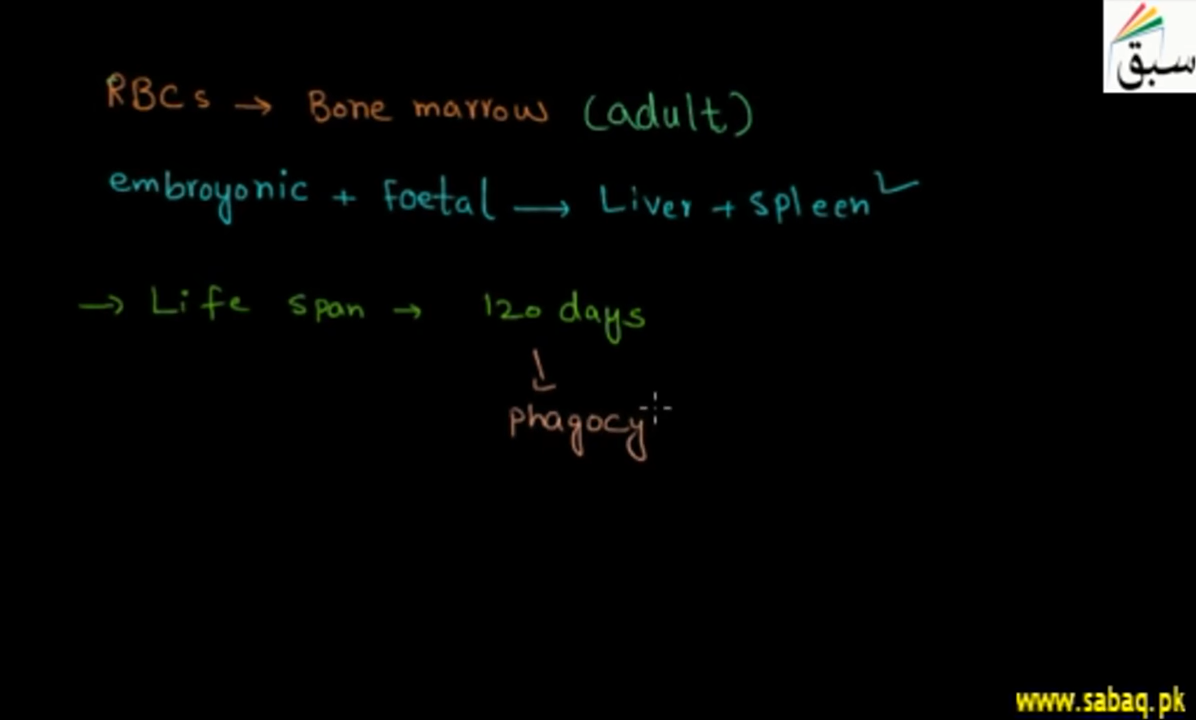 سبق
RBCs → Bone marrow (adult)
embroyonic + Foetal → Liver + spleen
→ Life span → 120 days
↓
phagocy
www.sabaq.pk